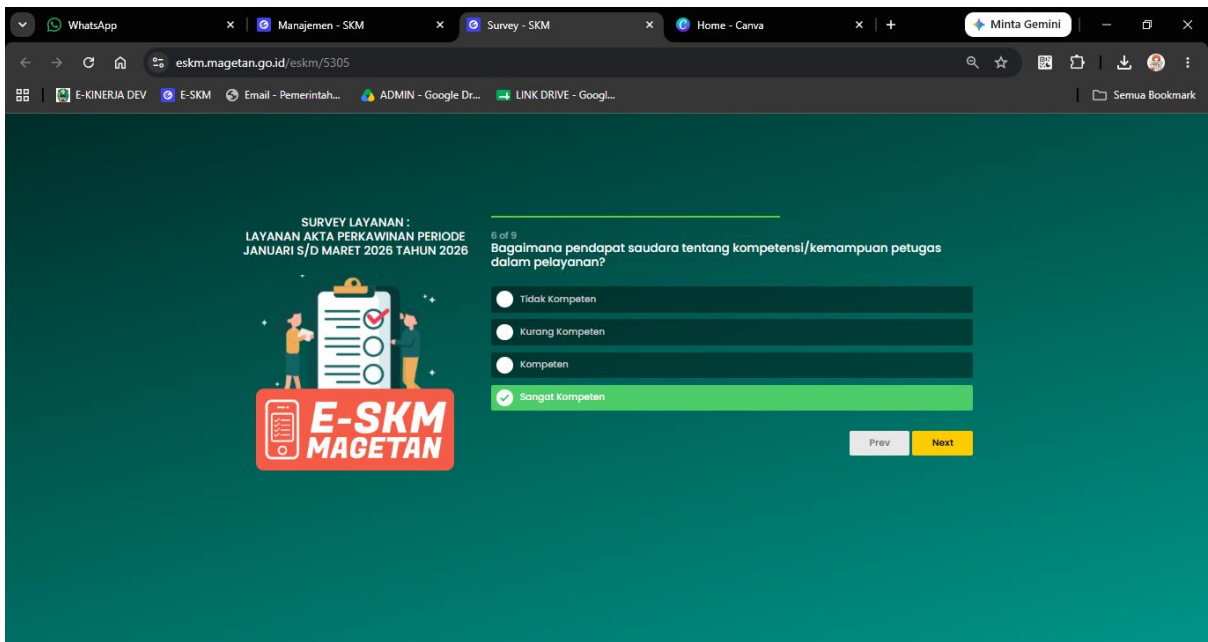 WhatsApp
Manajemen - SKM
Survey - SKM
Home - Canva
Minta Gemini
eskm.magetan.go.id/eskm/5305
E-KINERJA DEV
E-SKM
Email - Pemerintah...
ADMIN - Google Dr...
LINK DRIVE - Googl...
Semua Bookmark
SURVEY LAYANAN :
LAYANAN AKTA PERKAWINAN PERIODE
JANUARI S/D MARET 2026 TAHUN 2026
E-SKM
MAGETAN
6 of 9
Bagaimana pendapat saudara tentang kompetensi/kemampuan petugas
dalam pelayanan?
Tidak Kompeten
Kurang Kompeten
Kompeten
Sangat Kompeten
Prev
Next